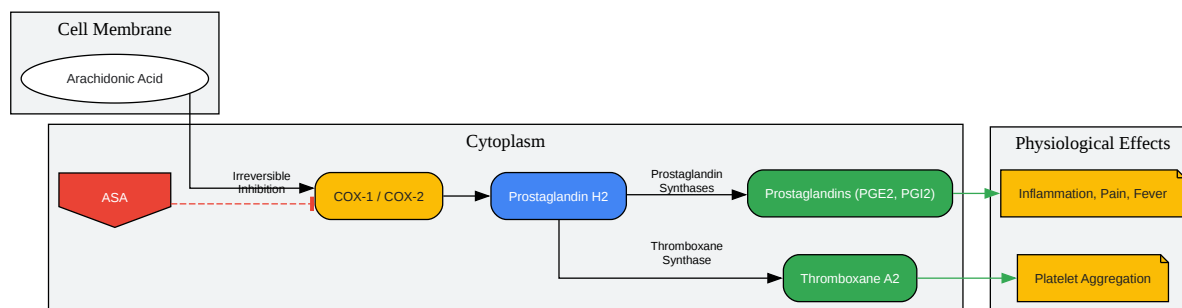 Cell Membrane
Arachidonic Acid
Cytoplasm
Physiological Effects
ASA
Irreversible
Inhibition
COX-1 / COX-2
Prostaglandin H2
Prostaglandin
Synthases
Prostaglandins (PGE2, PGI2)
Inflammation, Pain, Fever
Thromboxane
Synthase
Thromboxane A2
Platelet Aggregation